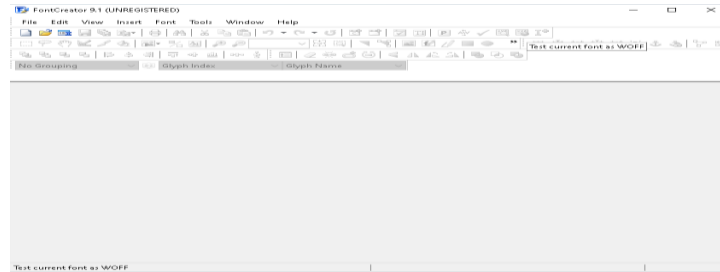 FontCreator 9.1 (UNREGISTERED)
File Edit View Insert Font Tools Window Help
Test current font as WOFF
No Grouping Glyph Index Glyph Name
Test current font as WOFF